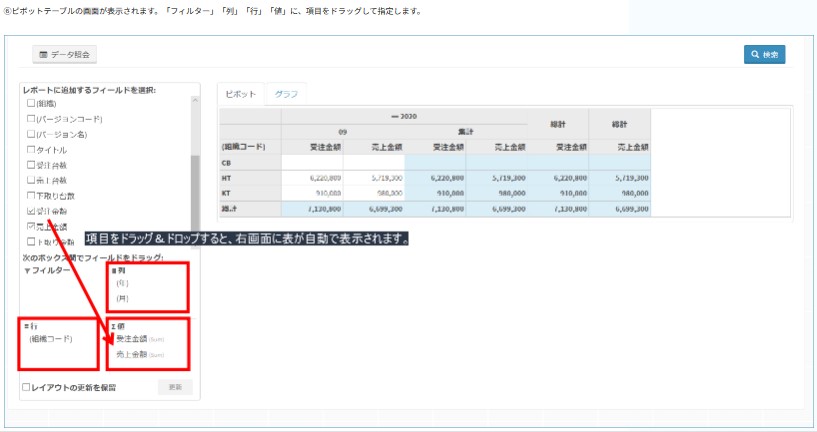 ⑥ピボットテーブルの画面が表示されます。「フィルター」「列」「行」「値」に、項目をドラッグして指定します。
データ照会
検索
レポートに追加するフィールドを選択:
(組織)
(バージョンコード)
(バージョン名)
タイトル
受注台数
売上台数
下取り台数
受注金額
売上金額
下取り金額
項目をドラッグ＆ドロップすると、右画面に表が自動で表示されます。
次のボックス間でフィールドをドラッグ:
フィルター
列
(年)
(月)
行
(組織コード)
Σ 値
受注金額 (Sum)
売上金額 (Sum)
レイアウトの更新を保留
更新
ピボット グラフ
— 2020 総計 総計
09 集計
(組織コード) 受注金額 売上金額 受注金額 売上金額 受注金額 売上金額
CB
HT 6,220,800 5,719,300 6,220,800 5,719,300 6,220,800 5,719,300
KT 910,000 980,000 910,000 980,000 910,000 980,000
総計 7,130,800 6,699,300 7,130,800 6,699,300 7,130,800 6,699,300